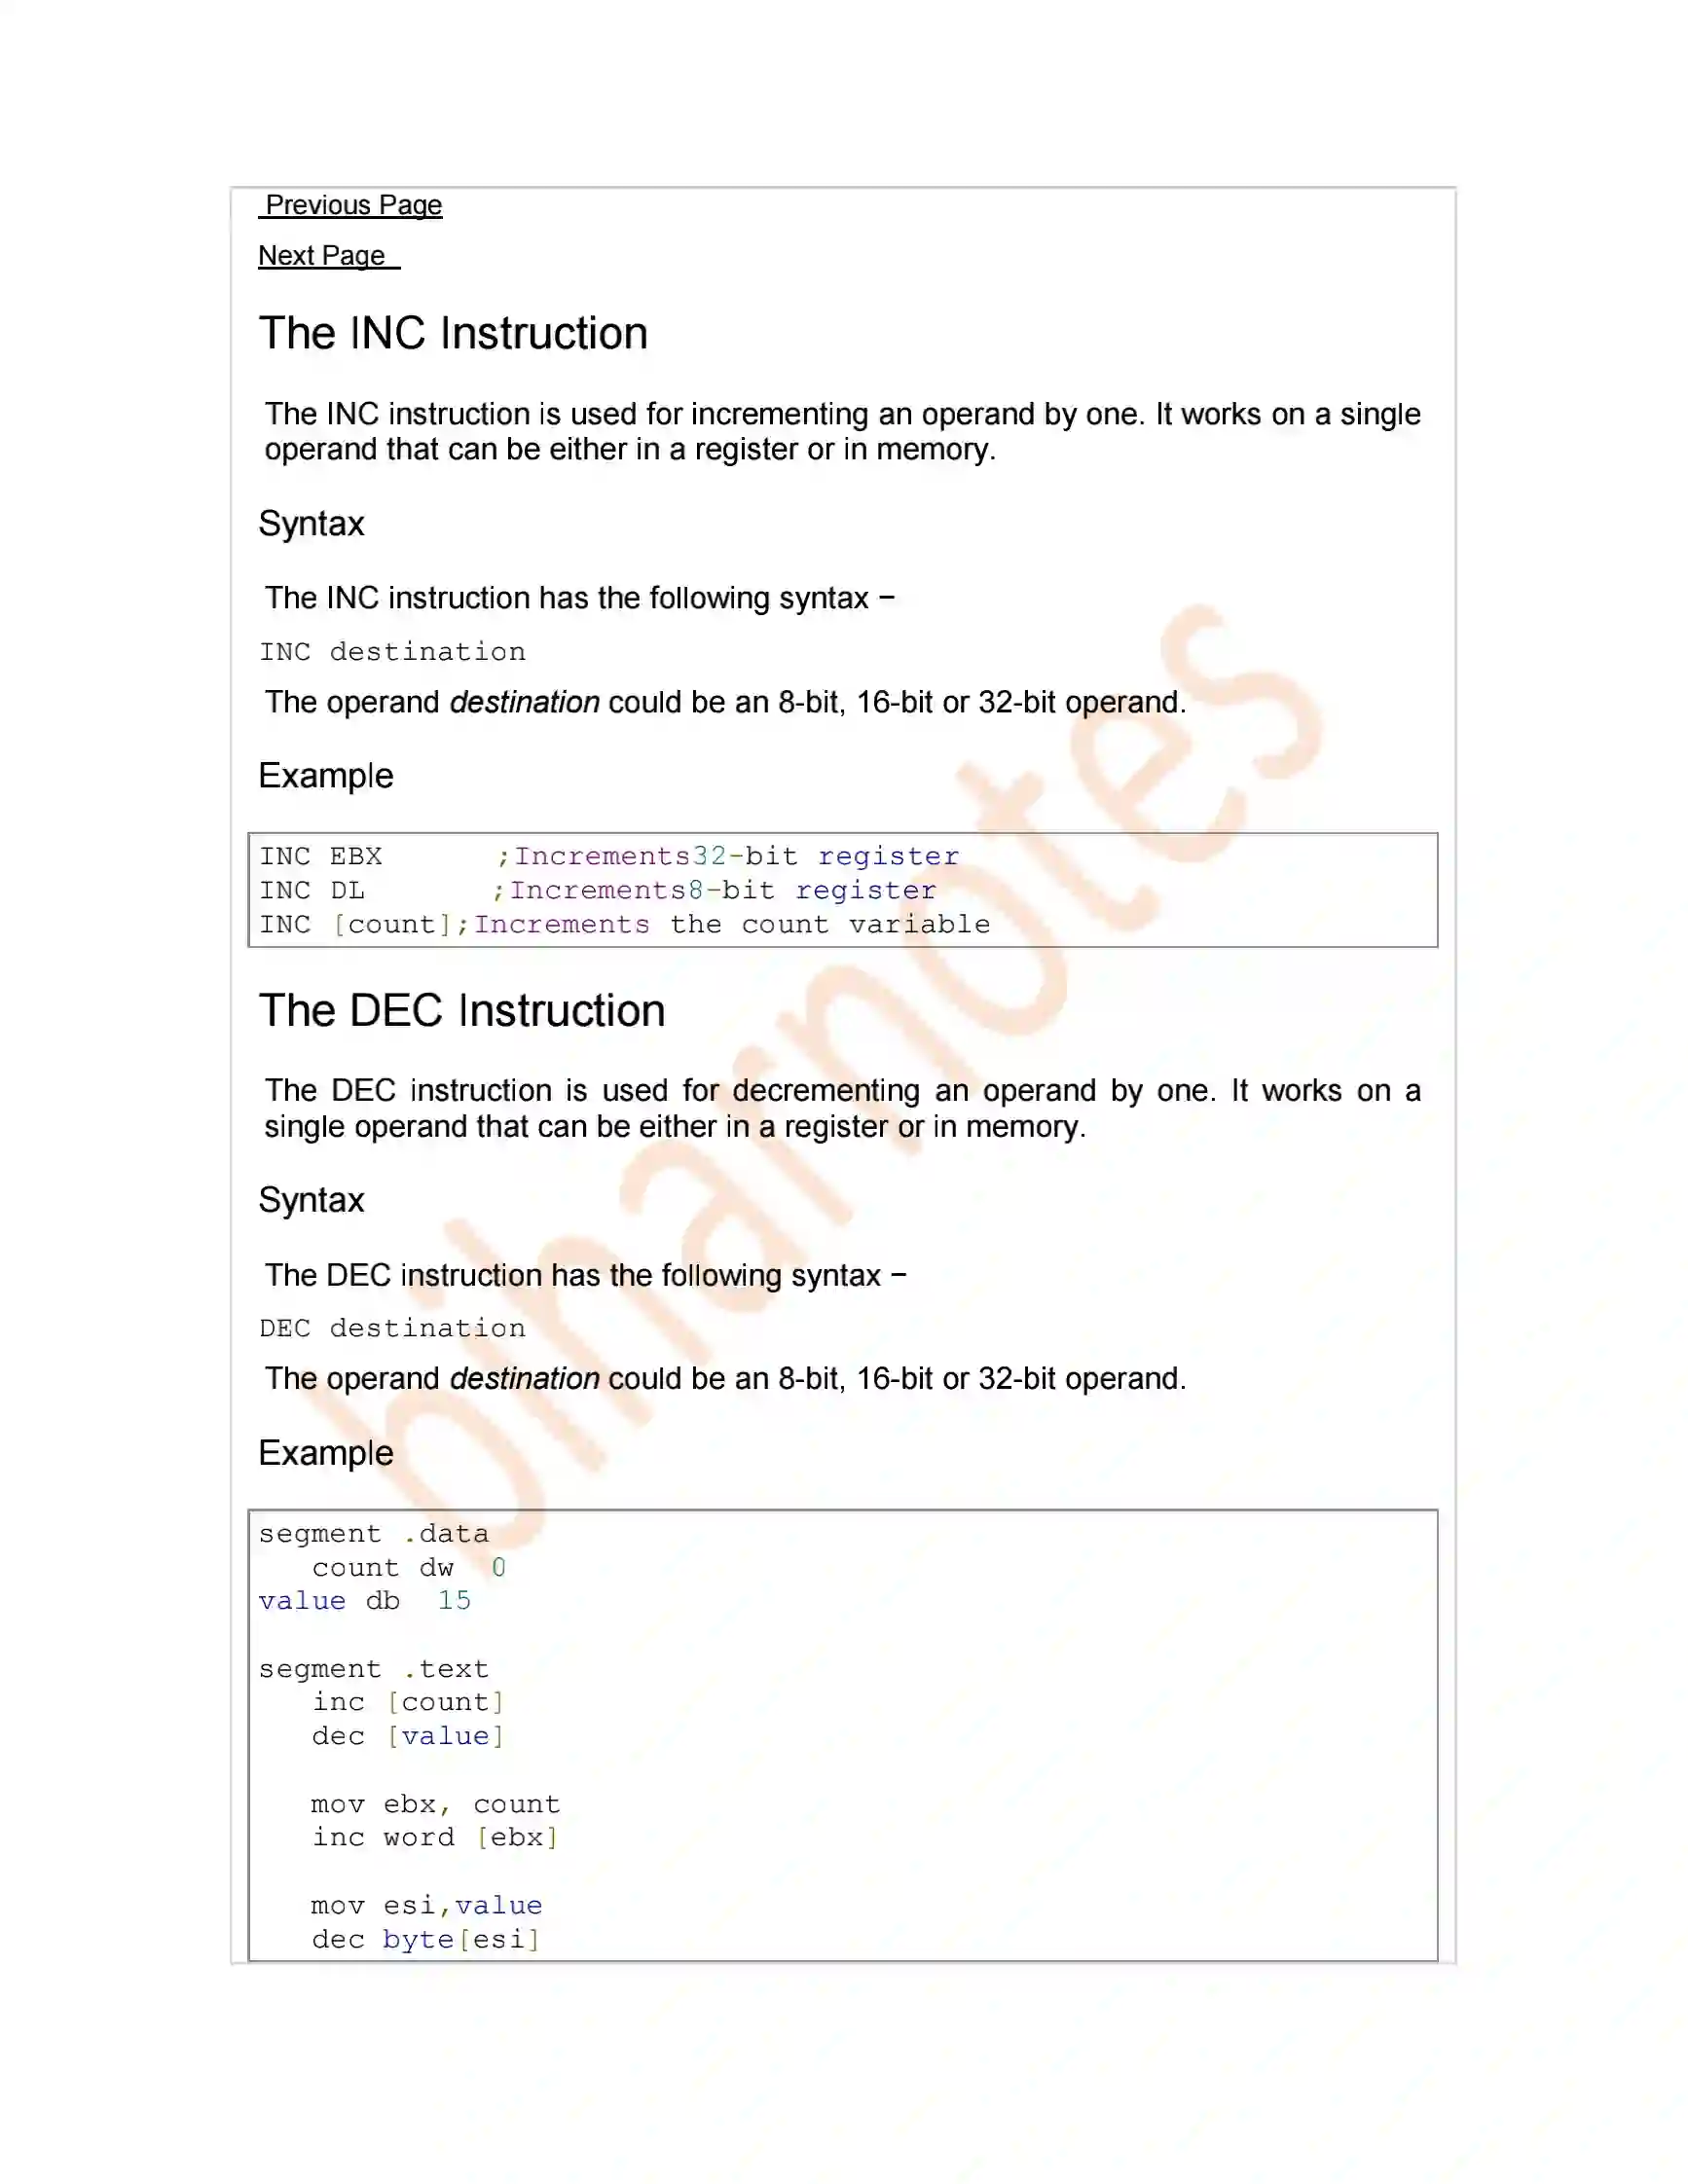 Previous Page
Next Page
The INC Instruction
The INC instruction is used for incrementing an operand by one. It works on a single
operand that can be either in a register or in memory.
Syntax
The INC instruction has the following syntax −
INC destination
The operand destination could be an 8-bit, 16-bit or 32-bit operand.
Example
INC EBX ;Increments32-bit register
INC DL ;Increments8-bit register
INC [count];Increments the count variable
The DEC Instruction
The DEC instruction is used for decrementing an operand by one. It works on a
single operand that can be either in a register or in memory.
Syntax
The DEC instruction has the following syntax −
DEC destination
The operand destination could be an 8-bit, 16-bit or 32-bit operand.
Example
segment .data
count dw 0
value db 15
segment .text
inc [count]
dec [value]
mov ebx, count
inc word [ebx]
mov esi,value
dec byte[esi]
biharnotes